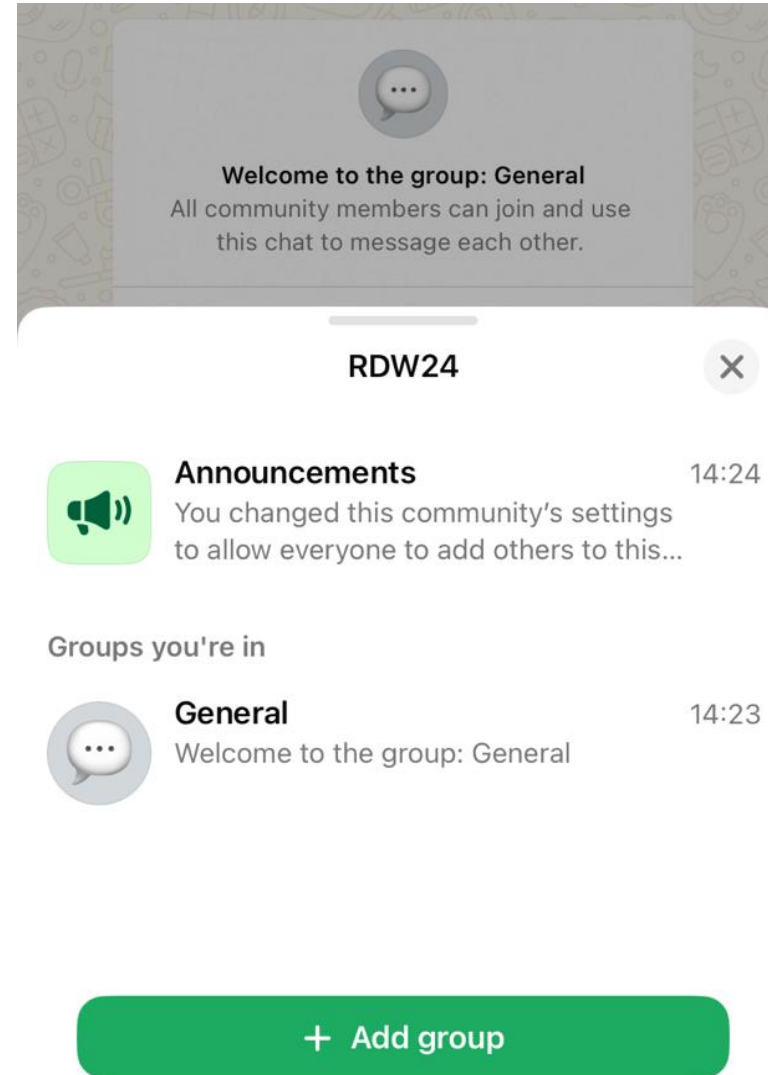 Welcome to the group: General
All community members can join and use
this chat to message each other.
RDW24
Announcements 14:24
You changed this community’s settings
to allow everyone to add others to this...
Groups you're in
General 14:23
Welcome to the group: General
+ Add group